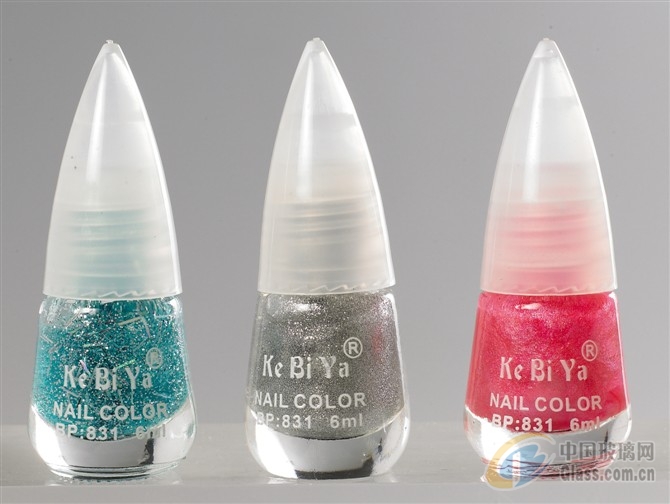 Ke Bi Ya ®
NAIL COLOR
BP:831 6ml
Ke Bi Ya ®
NAIL COLOR
BP:831 6ml
Ke Bi Ya ®
NAIL COLOR
BP:831 6ml
中国玻璃网
Glass.com.cn